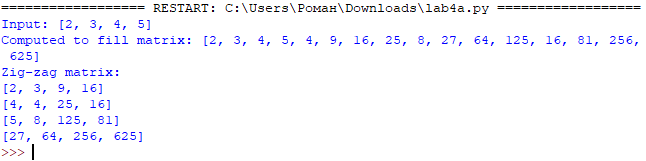 ================== RESTART: C:\Users\Роман\Downloads\lab4a.py ==================
Input: [2, 3, 4, 5]
Computed to fill matrix: [2, 3, 4, 5, 4, 9, 16, 25, 8, 27, 64, 125, 16, 81, 256,
 625]
Zig-zag matrix:
[2, 3, 9, 16]
[4, 4, 25, 16]
[5, 8, 125, 81]
[27, 64, 256, 625]
>>>